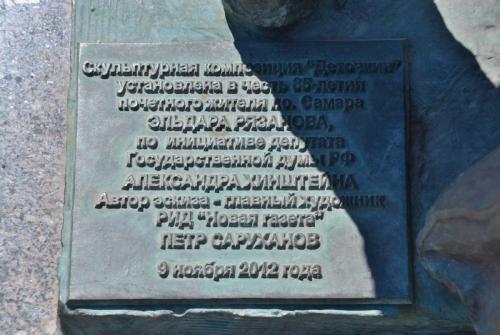 Скульптурная композиция "Деточкин"
установлена в честь 85-летия
почетного жителя г.о. Самара
ЭЛЬДАРА РЯЗАНОВА,
по инициативе депутата
Государственной думы РФ
АЛЕКСАНДРА ХИНШТЕЙНА
Автор эскиза - главный художник
РИД "Новая газета"
ПЕТР САРУХАНОВ
9 ноября 2012 года